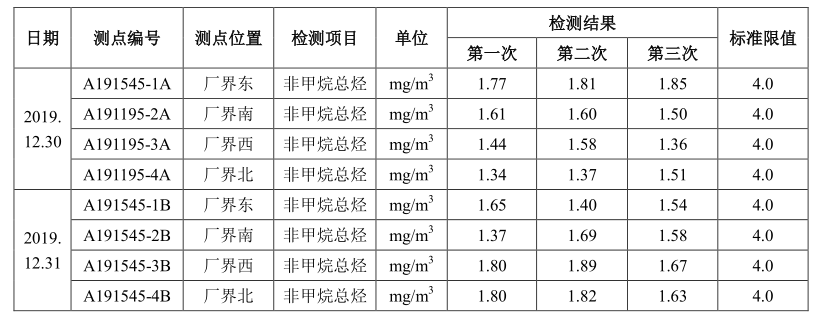 日期 测点编号 测点位置 检测项目 单位 检测结果 标准限值
第一次 第二次 第三次
2019.12.30 A191545-1A 厂界东 非甲烷总烃 mg/m³ 1.77 1.81 1.85 4.0
A191195-2A 厂界南 非甲烷总烃 mg/m³ 1.61 1.60 1.50 4.0
A191195-3A 厂界西 非甲烷总烃 mg/m³ 1.44 1.58 1.36 4.0
A191195-4A 厂界北 非甲烷总烃 mg/m³ 1.34 1.37 1.51 4.0
2019.12.31 A191545-1B 厂界东 非甲烷总烃 mg/m³ 1.65 1.40 1.54 4.0
A191545-2B 厂界南 非甲烷总烃 mg/m³ 1.37 1.69 1.58 4.0
A191545-3B 厂界西 非甲烷总烃 mg/m³ 1.80 1.89 1.67 4.0
A191545-4B 厂界北 非甲烷总烃 mg/m³ 1.80 1.82 1.63 4.0